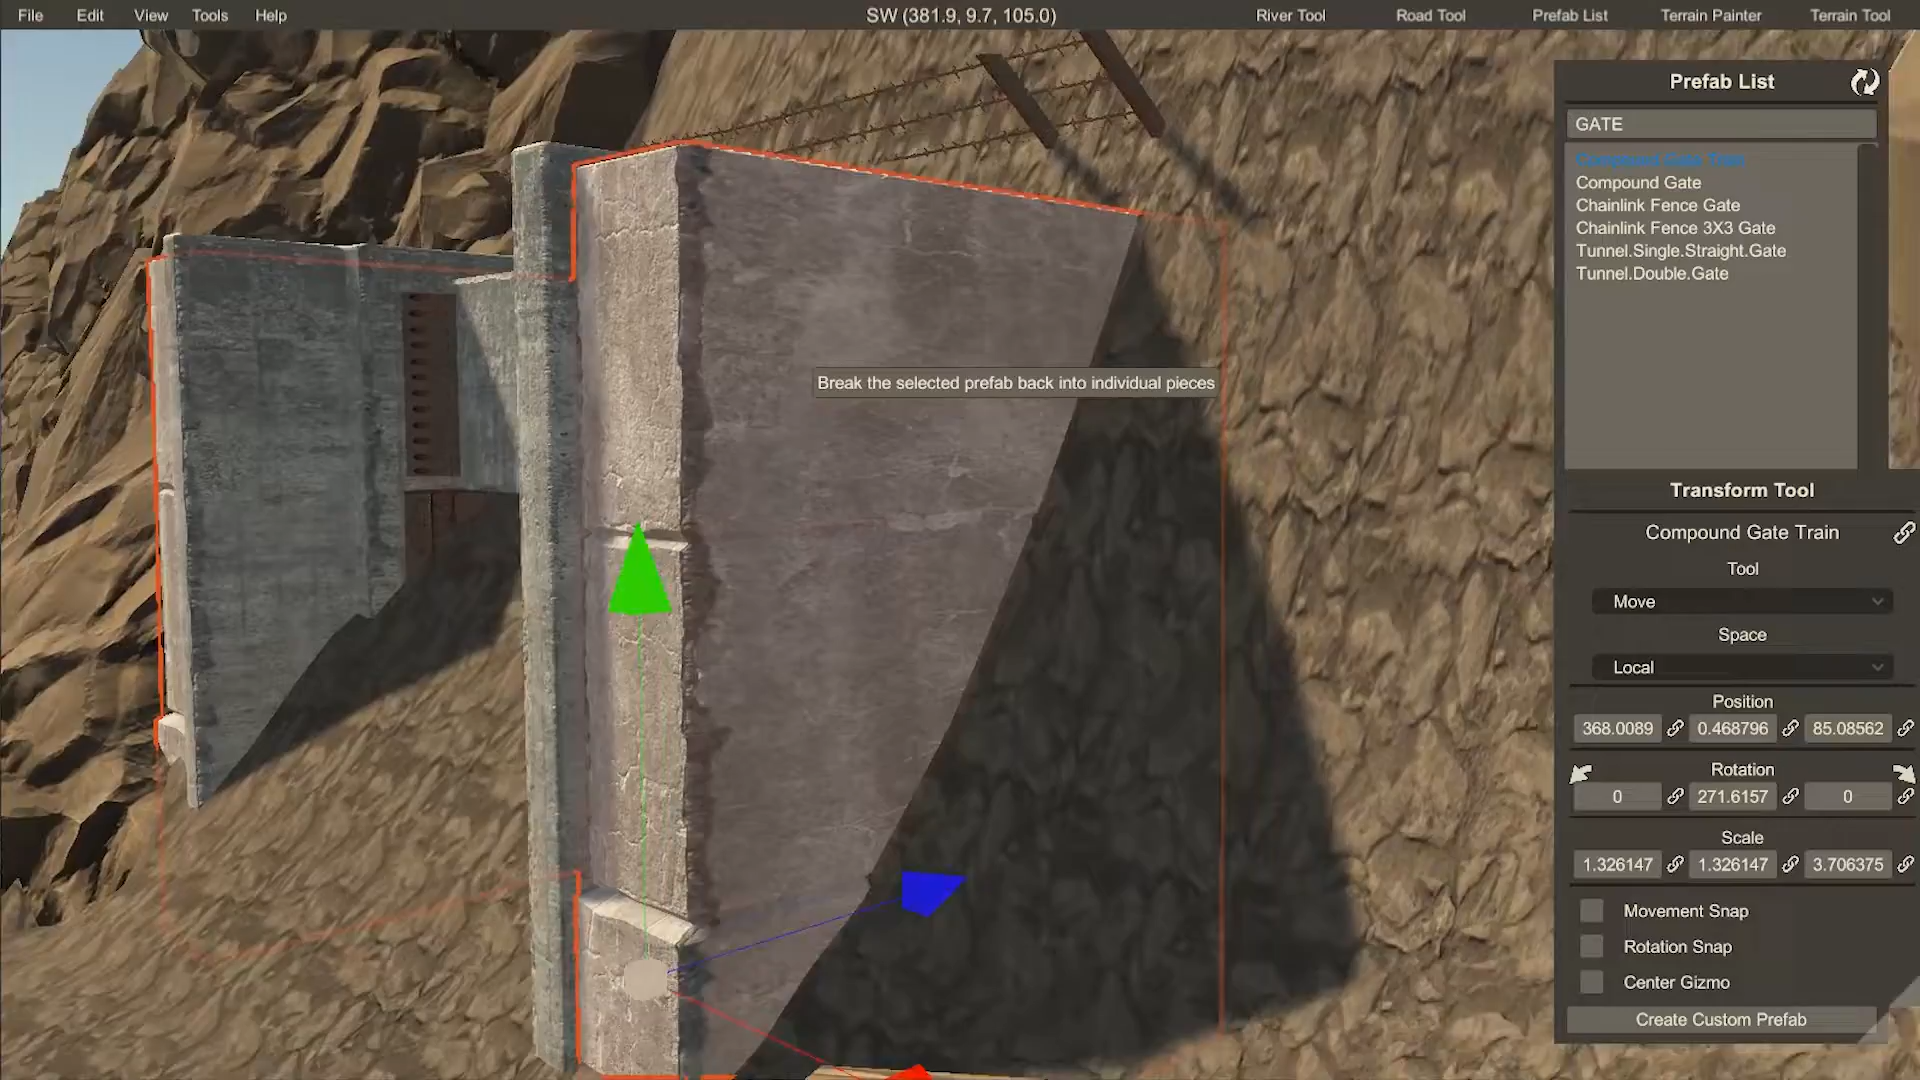 File Edit View Tools Help SW (381.9, 9.7, 105.0) River Tool Road Tool Prefab List Terrain Painter Terrain Tool
Prefab List
GATE
Compound Gate Train
Compound Gate
Chainlink Fence Gate
Chainlink Fence 3X3 Gate
Tunnel.Single.Straight.Gate
Tunnel.Double.Gate
Break the selected prefab back into individual pieces
Transform Tool
Compound Gate Train
Tool
Move
Space
Local
Position
368.0089 0.468796 85.08562
Rotation
0 271.6157 0
Scale
1.326147 1.326147 3.706375
Movement Snap
Rotation Snap
Center Gizmo
Create Custom Prefab